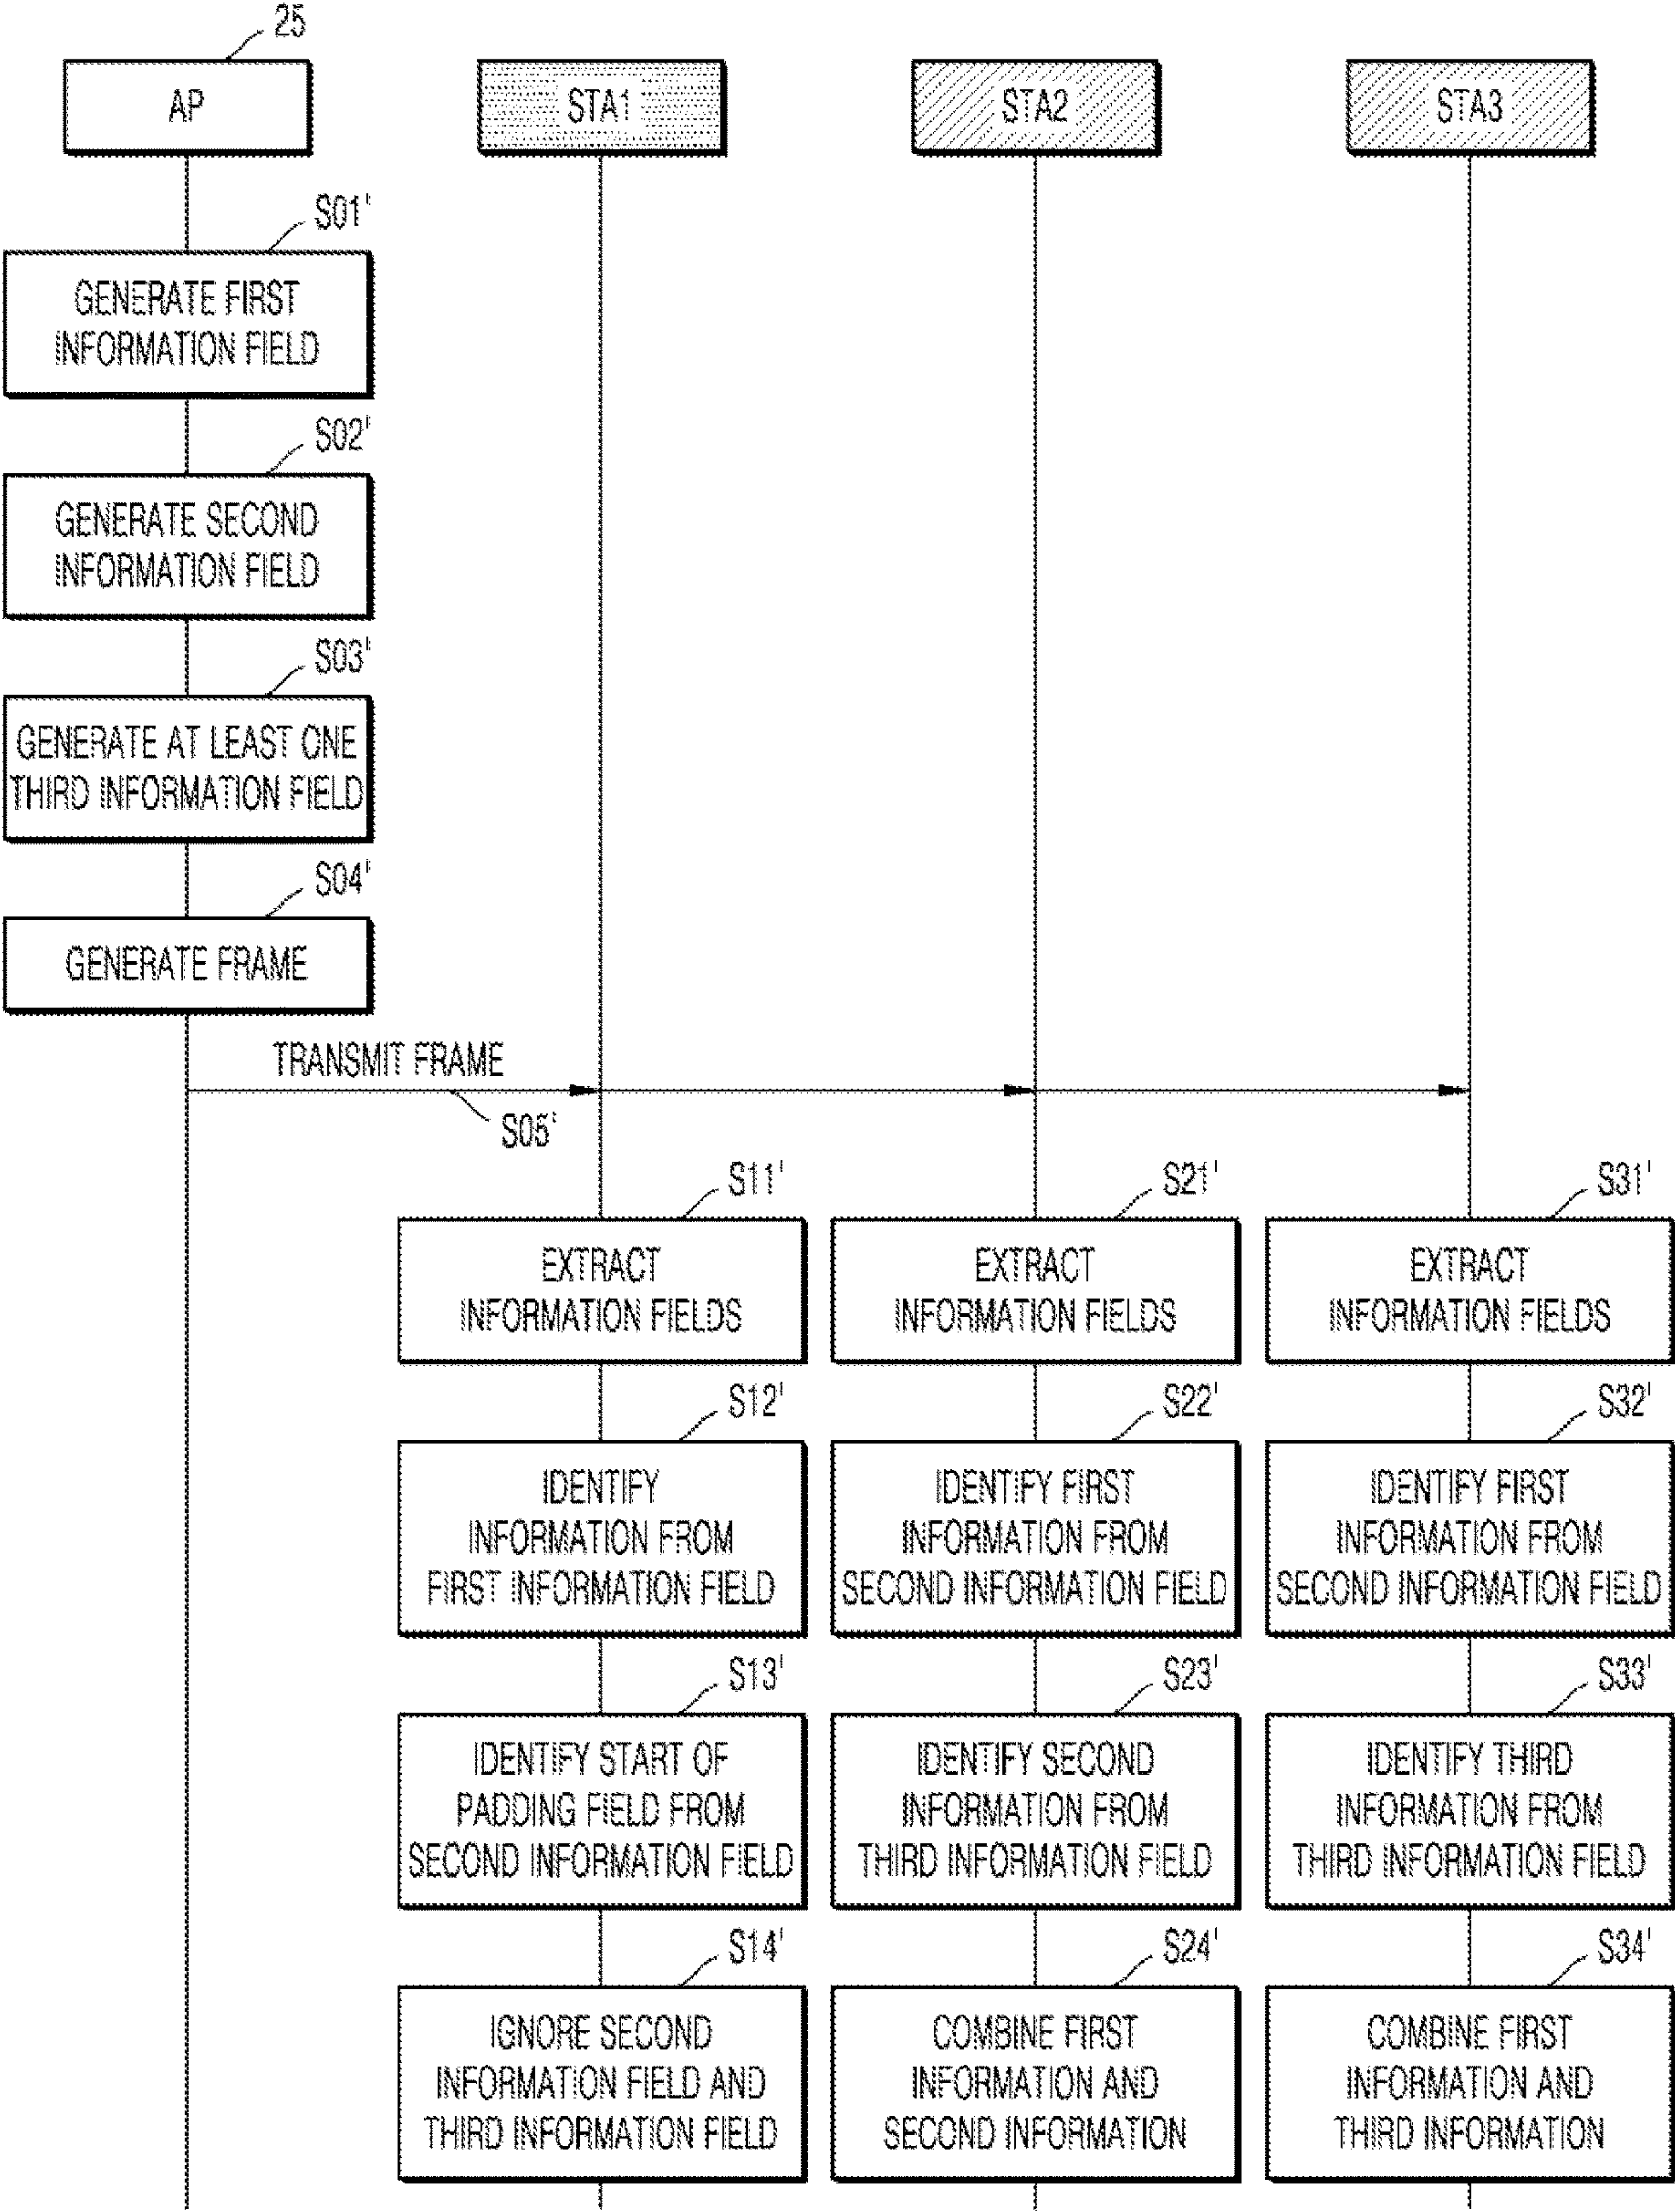 25
AP
STA1
STA2
STA3
S01'
GENERATE FIRST
INFORMATION FIELD
S02'
GENERATE SECOND
INFORMATION FIELD
S03'
GENERATE AT LEAST ONE
THIRD INFORMATION FIELD
S04'
GENERATE FRAME
TRANSMIT FRAME
S05'
S11'
EXTRACT
INFORMATION FIELDS
S21'
EXTRACT
INFORMATION FIELDS
S31'
EXTRACT
INFORMATION FIELDS
S12'
IDENTIFY
INFORMATION FROM
FIRST INFORMATION FIELD
S22'
IDENTIFY FIRST
INFORMATION FROM
SECOND INFORMATION FIELD
S32'
IDENTIFY FIRST
INFORMATION FROM
SECOND INFORMATION FIELD
S13'
IDENTIFY START OF
PADDING FIELD FROM
SECOND INFORMATION FIELD
S23'
IDENTIFY SECOND
INFORMATION FROM
THIRD INFORMATION FIELD
S33'
IDENTIFY THIRD
INFORMATION FROM
THIRD INFORMATION FIELD
S14'
IGNORE SECOND
INFORMATION FIELD AND
THIRD INFORMATION FIELD
S24'
COMBINE FIRST
INFORMATION AND
SECOND INFORMATION
S34'
COMBINE FIRST
INFORMATION AND
THIRD INFORMATION